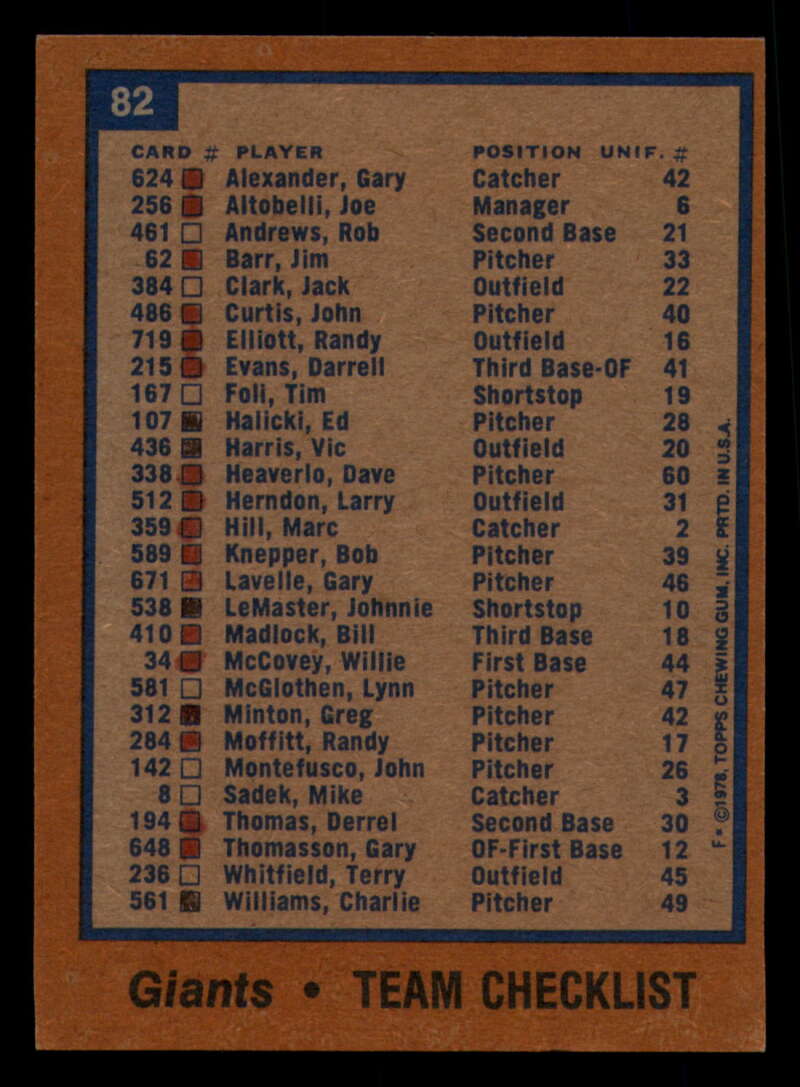 82
CARD # PLAYER POSITION UNIF. #
624 Alexander, Gary Catcher 42
256 Altobelli, Joe Manager 6
461 Andrews, Rob Second Base 21
62 Barr, Jim Pitcher 33
384 Clark, Jack Outfield 22
486 Curtis, John Pitcher 40
719 Elliott, Randy Outfield 16
215 Evans, Darrell Third Base-OF 41
167 Foli, Tim Shortstop 19
107 Halicki, Ed Pitcher 28
436 Harris, Vic Outfield 20
338 Heaverlo, Dave Pitcher 60
512 Herndon, Larry Outfield 31
359 Hill, Marc Catcher 2
589 Knepper, Bob Pitcher 39
671 Lavelle, Gary Pitcher 46
538 LeMaster, Johnnie Shortstop 10
410 Madlock, Bill Third Base 18
34 McCovey, Willie First Base 44
581 McGlothen, Lynn Pitcher 47
312 Minton, Greg Pitcher 42
284 Moffitt, Randy Pitcher 17
142 Montefusco, John Pitcher 26
8 Sadek, Mike Catcher 3
194 Thomas, Derrel Second Base 30
648 Thomasson, Gary OF-First Base 12
236 Whitfield, Terry Outfield 45
561 Williams, Charlie Pitcher 49
F* ©1978, TOPPS CHEWING GUM, INC. PRTD. IN U.S.A.
Giants • TEAM CHECKLIST